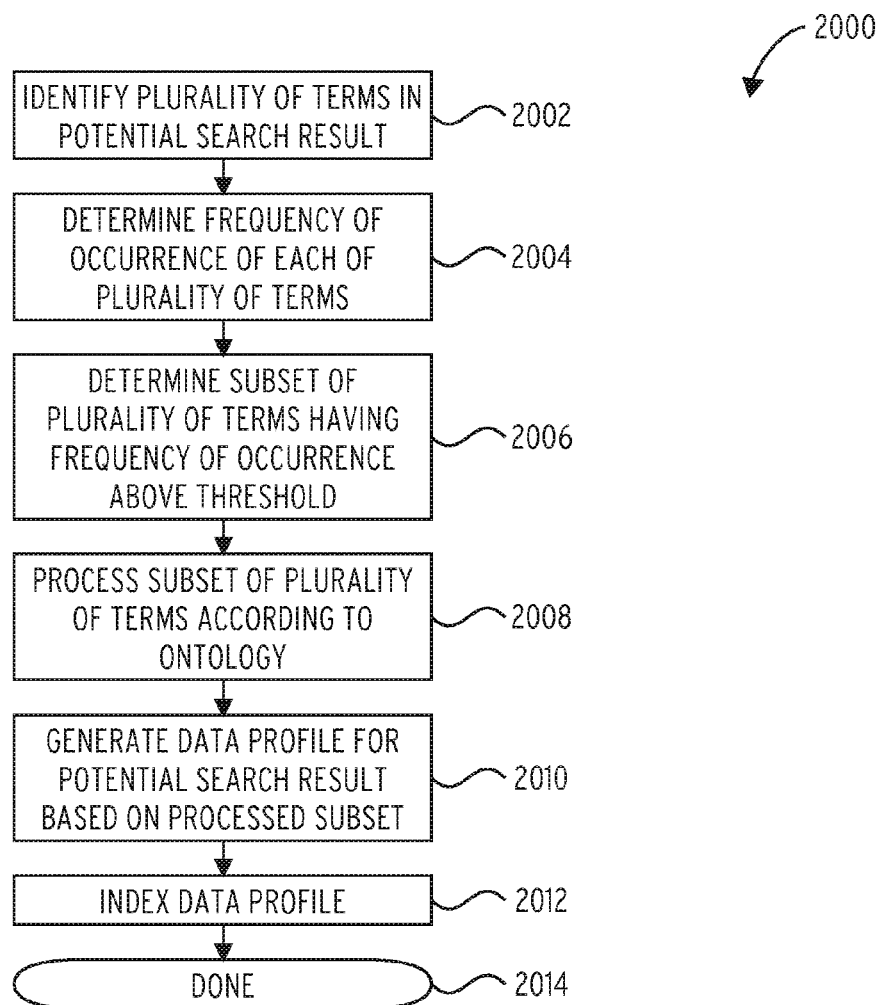 2000
IDENTIFY PLURALITY OF TERMS IN
POTENTIAL SEARCH RESULT
2002
DETERMINE FREQUENCY OF
OCCURRENCE OF EACH OF
PLURALITY OF TERMS
2004
DETERMINE SUBSET OF
PLURALITY OF TERMS HAVING
FREQUENCY OF OCCURRENCE
ABOVE THRESHOLD
2006
PROCESS SUBSET OF PLURALITY
OF TERMS ACCORDING TO
ONTOLOGY
2008
GENERATE DATA PROFILE FOR
POTENTIAL SEARCH RESULT
BASED ON PROCESSED SUBSET
2010
INDEX DATA PROFILE
2012
DONE
2014